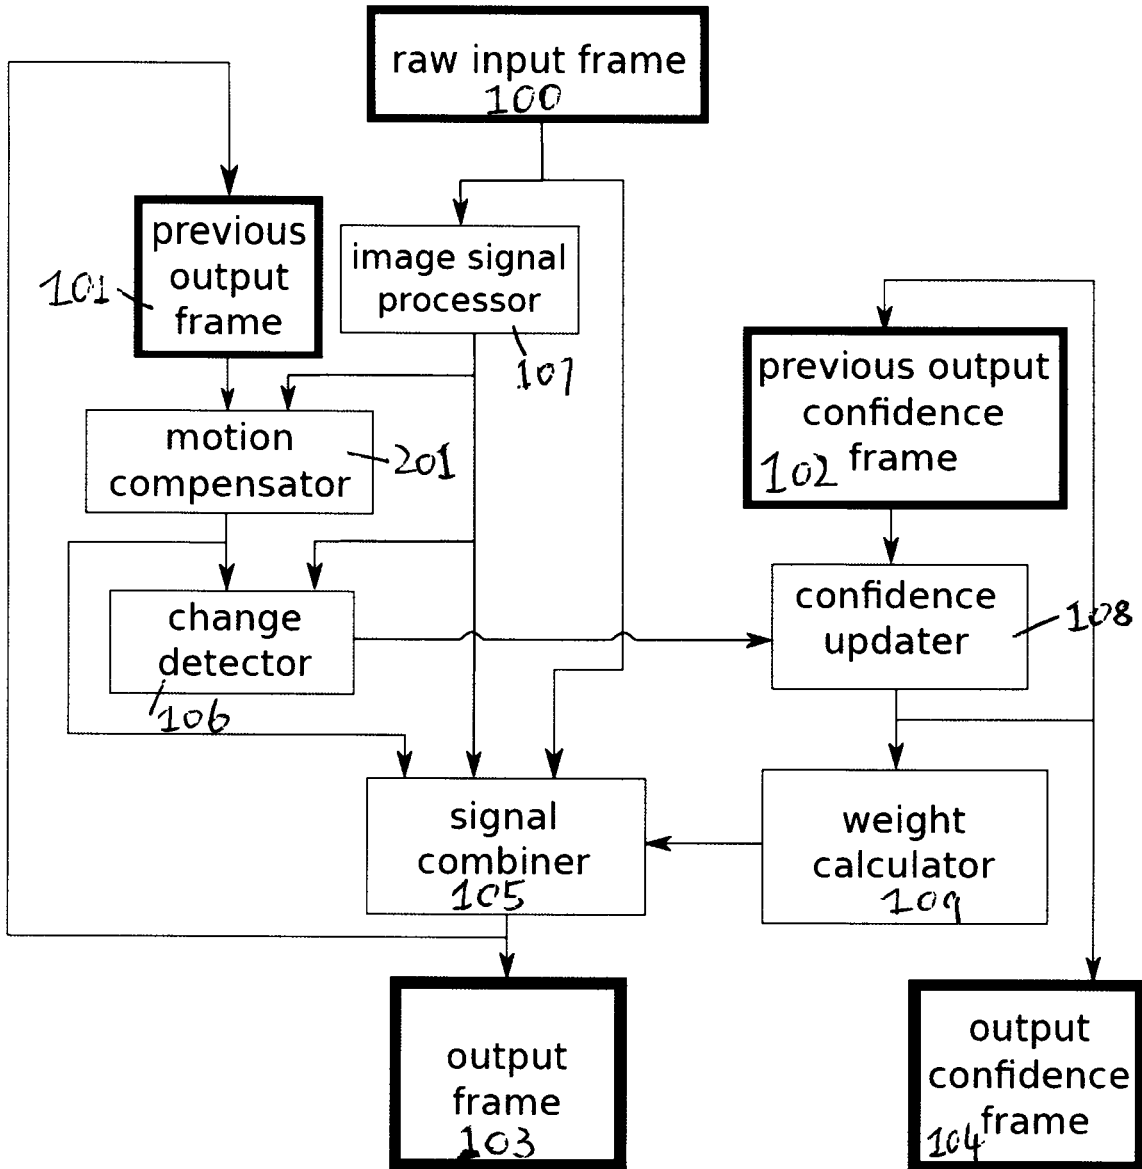 raw input frame
100
previous
output
frame
101
image signal
processor
107
previous output
confidence
frame
102
motion
compensator
201
change
detector
106
confidence
updater
108
signal
combiner
105
weight
calculator
109
output
frame
103
output
confidence
frame
104